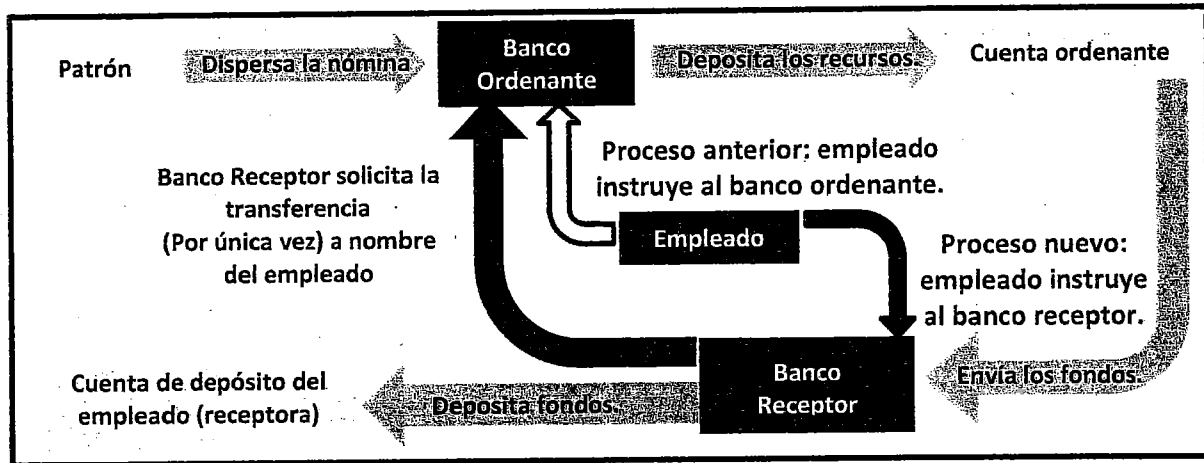 Patrón
Dispersa la nómina
Banco
Ordenante
Deposita los recursos.
Cuenta ordenante
Banco Receptor solicita la
transferencia
(Por única vez) a nombre
del empleado
Proceso anterior: empleado
instruye al banco ordenante.
Empleado
Proceso nuevo:
empleado instruye
al banco receptor.
Cuenta de depósito del
empleado (receptora)
Deposita fondos.
Banco
Receptor
Envía los fondos.